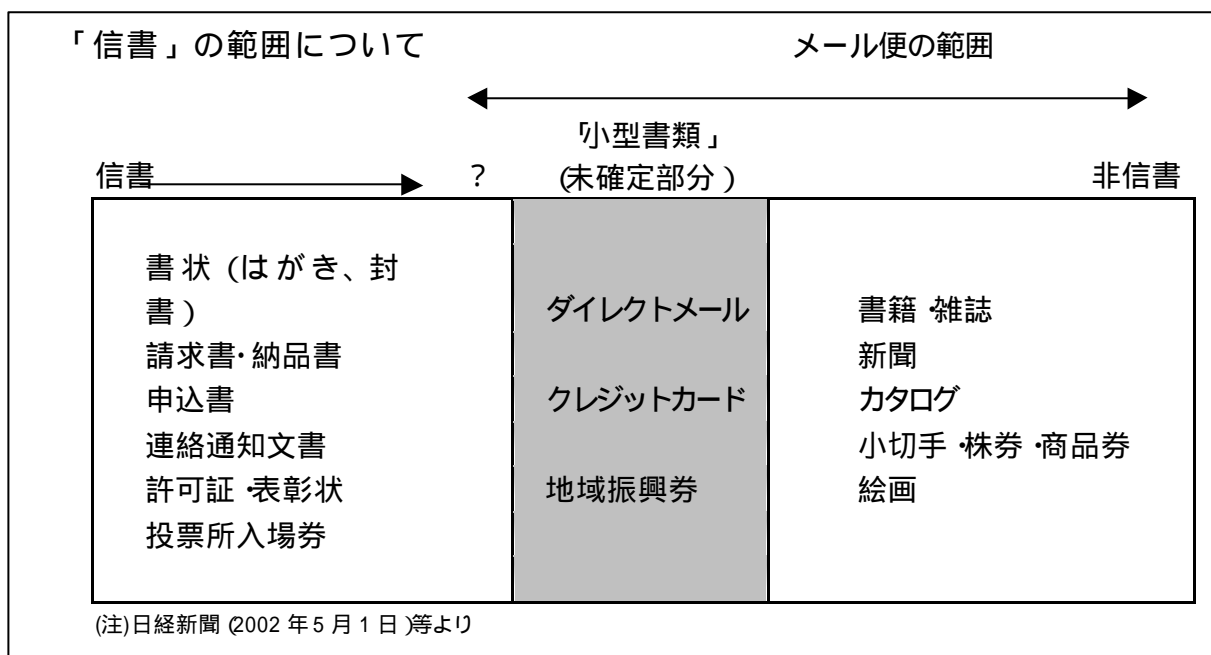 「信書」の範囲について
メール便の範囲
「小型書類」
信書
?
(未確定部分)
非信書
書状(はがき、封
書)
請求書・納品書
申込書
連絡通知文書
許可証・表彰状
投票所入場券
ダイレクトメール
クレジットカード
地域振興券
書籍・雑誌
新聞
カタログ
小切手・株券・商品券
絵画
(注)日経新聞(2002年5月1日)等より